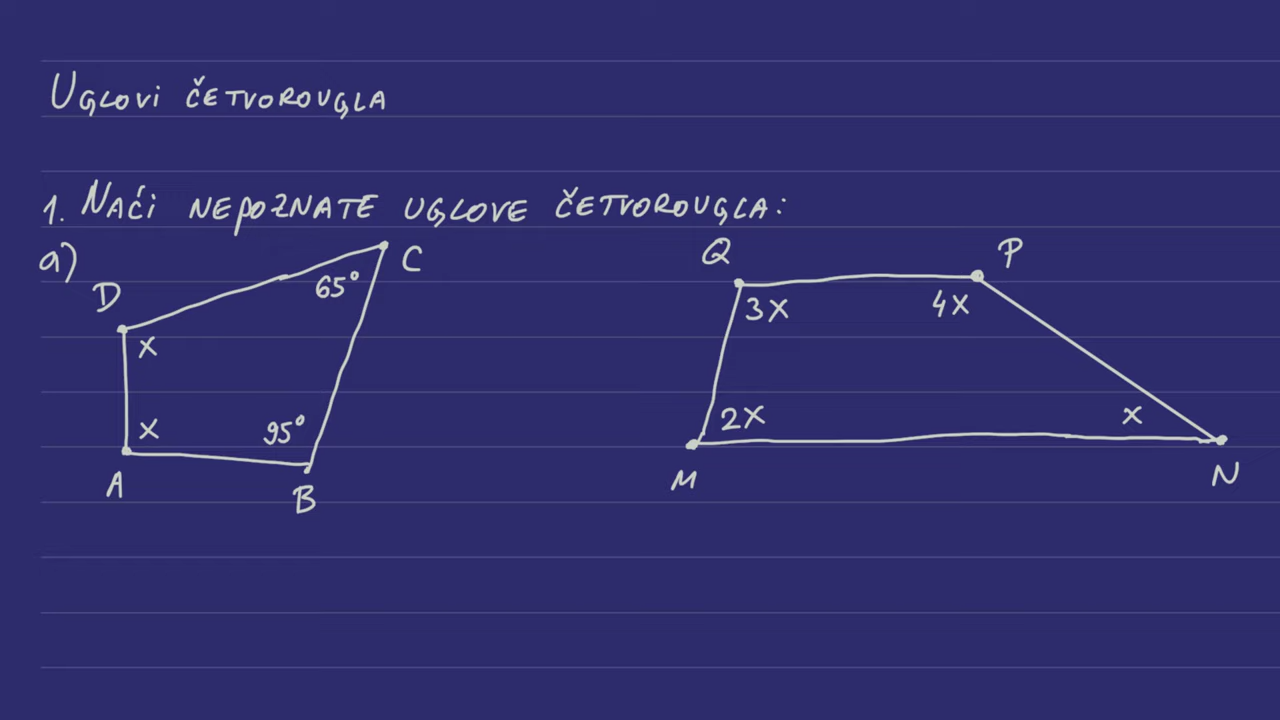 Uglovi četvorougla
1. Naći nepoznate uglove četvorougla:
a)
D
C
65°
x
x
95°
A
B
Q
P
3x
4x
2x
x
M
N